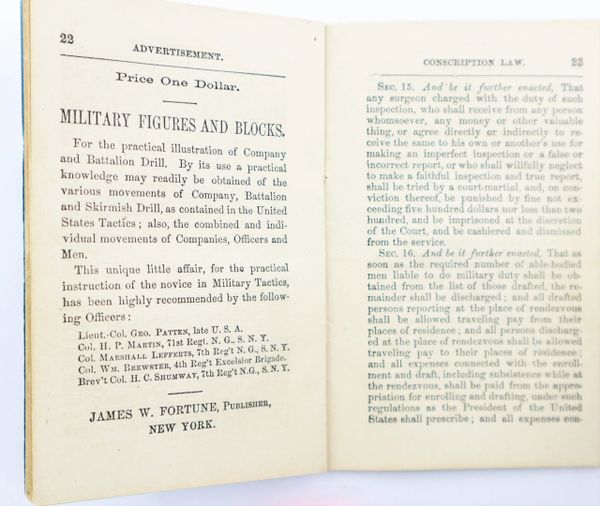 22
ADVERTISEMENT.
Price One Dollar.
MILITARY FIGURES AND BLOCKS.
For the practical illustration of Company
and Battalion Drill. By its use a practical
knowledge may readily be obtained of the
various movements of Company, Battalion
and Skirmish Drill, as contained in the United
States Tactics; also, the combined and indi-
vidual movements of Companies, Officers and
Men.
This unique little affair, for the practical
instruction of the novice in Military Tactics,
has been highly recommended by the follow-
ing Officers:
Lieut.-Col. GEO. PATTEN, late U. S. A.
Col. H. P. MARTIN, 71st Regl. N. G., S. N. Y.
Col. MARSHALL LEFFERTS, 7th Reg't N. G., S. N. Y.
Col. WM. BREWSTER, 4th Reg't Excelsior Brigade.
Brev't Col. H. C. SHUMWAY, 7th Reg't N.G., S. N. Y.
JAMES W. FORTUNE, PUBLISHER,
NEW YORK.
CONSCRIPTION LAW. 23
SEC. 15. And be it further enacted, That
any surgeon charged with the duty of such
inspection, who shall receive from any person
whomsoever, any money or other valuable
thing, or agree directly or indirectly to re-
ceive the same to his own or another's use for
making an imperfect inspection or a false or
incorrect report, or who shall willfully neglect
to make a faithful inspection and true report,
shall be tried by a court-martial, and, on con-
viction thereof, be punished by fine not ex-
ceeding five hundred dollars nor less than two
hundred, and be imprisoned at the discretion
of the Court, and be cashiered and dismissed
from the service.
SEC. 16. And be it further enacted, That as
soon as the required number of able-bodied
men liable to do military duty shall be ob-
tained from the list of those drafted, the re-
mainder shall be discharged; and all drafted
persons reporting at the place of rendezvous
shall be allowed traveling pay from their
places of residence; and all persons discharg-
ed at the place of rendezvous shall be allowed
traveling pay to their places of residence;
and all expenses connected with the enroll-
ment and draft, including subsistence while at
the rendezvous, shall be paid from the appro-
priation for enrolling and drafting, under such
regulations as the President of the United
States shall prescribe; and all expenses con-